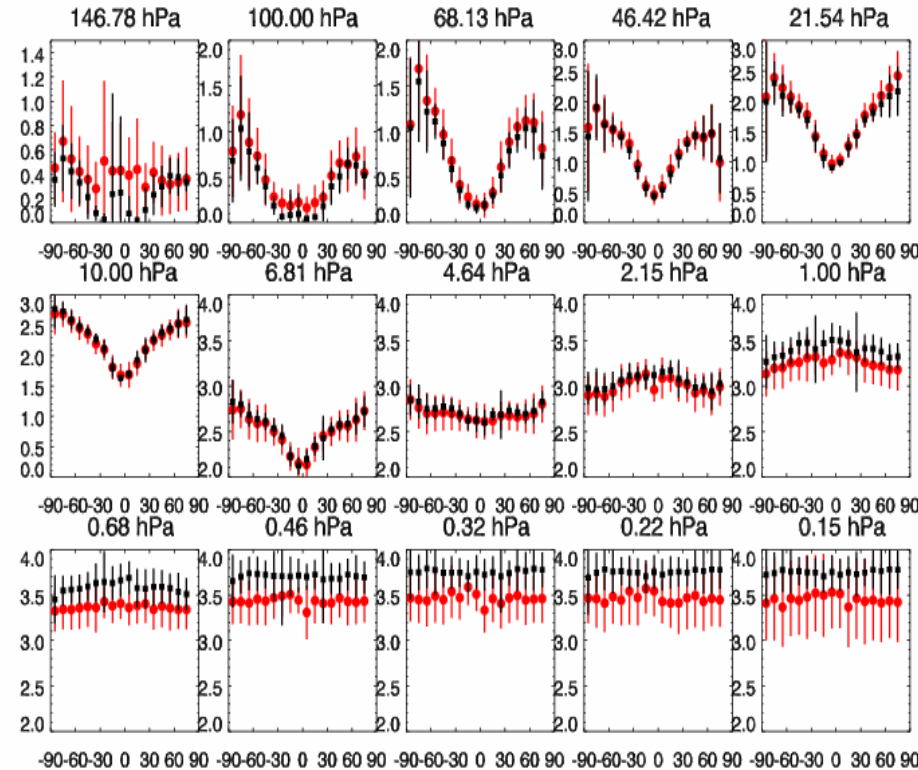 146.78 hPa 100.00 hPa 68.13 hPa 46.42 hPa 21.54 hPa
1.4 2.0 2.0 3.0 3.0
1.2 2.5 2.5
1.0 1.5 1.5 2.0 2.0
0.8 1.0 1.0 1.5 1.5
0.6 1.0 1.0
0.4 0.5 0.5
0.2 0.5 0.5
0.0 0.0 0.0 0.0 0.0
-90-60-30 0 30 60 90 -90-60-30 0 30 60 90 -90-60-30 0 30 60 90 -90-60-30 0 30 60 90 -90-60-30 0 30 60 90
10.00 hPa 6.81 hPa 4.64 hPa 2.15 hPa 1.00 hPa
3.0 4.0 4.0 4.0 4.0
2.5 3.5 3.5 3.5 3.5
2.0
1.5 3.0 3.0 3.0 3.0
1.0 2.5 2.5 2.5 2.5
0.5
0.0 2.0 2.0 2.0 2.0
-90-60-30 0 30 60 90 -90-60-30 0 30 60 90 -90-60-30 0 30 60 90 -90-60-30 0 30 60 90 -90-60-30 0 30 60 90
0.68 hPa 0.46 hPa 0.32 hPa 0.22 hPa 0.15 hPa
4.0 4.0 4.0 4.0 4.0
3.5 3.5 3.5 3.5 3.5
3.0 3.0 3.0 3.0 3.0
2.5 2.5 2.5 2.5 2.5
2.0 2.0 2.0 2.0 2.0
-90-60-30 0 30 60 90 -90-60-30 0 30 60 90 -90-60-30 0 30 60 90 -90-60-30 0 30 60 90 -90-60-30 0 30 60 90